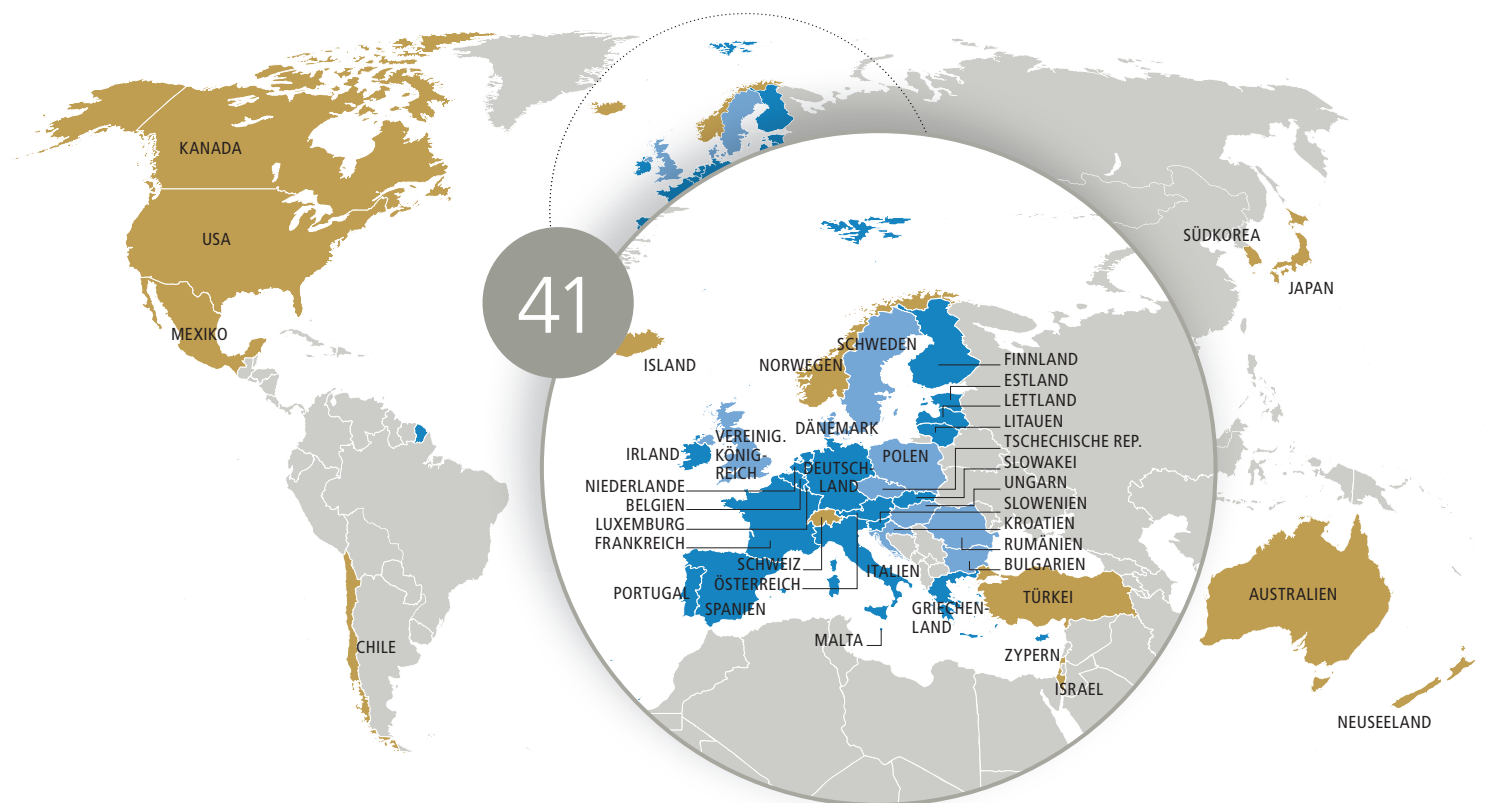 KANADA
USA
MEXIKO
CHILE
41
ISLAND
NORWEGEN
SCHWEDEN
FINNLAND
ESTLAND
LETTLAND
LITAUEN
TSCHECHISCHE REP.
SLOWAKEI
UNGARN
SLOWENIEN
KROATIEN
RUMÄNIEN
BULGARIEN
DÄNEMARK
IRLAND
VEREINIG.
KÖNIG-
REICH
POLEN
DEUTSCH-
LAND
NIEDERLANDE
BELGIEN
LUXEMBURG
FRANKREICH
SCHWEIZ
ÖSTERREICH
ITALIEN
PORTUGAL
SPANIEN
GRIECHEN-
LAND
MALTA
TÜRKEI
ZYPERN
ISRAEL
SÜDKOREA
JAPAN
AUSTRALIEN
NEUSEELAND